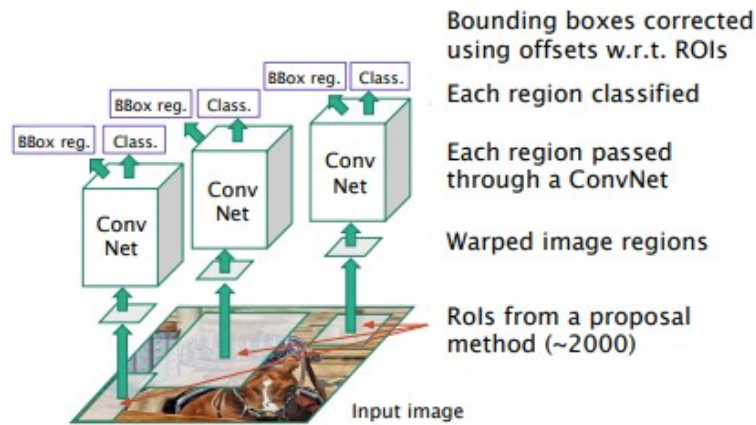 Bounding boxes corrected
using offsets w.r.t. ROIs
BBox reg.
Class.
BBox reg.
Class.
Each region classified
BBox reg.
Class.
Each region passed
through a ConvNet
Conv
Net
Conv
Net
Conv
Net
Warped image regions
RoIs from a proposal
method (~2000)
Input image